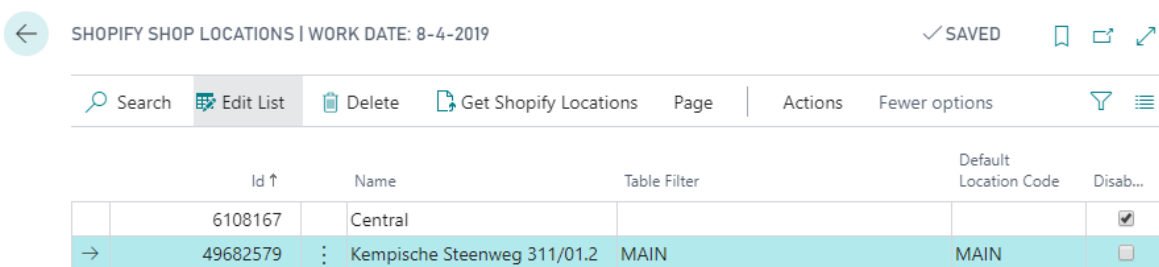 SHOPIFY SHOP LOCATIONS | WORK DATE: 8-4-2019 SAVED
Search Edit List Delete Get Shopify Locations Page Actions Fewer options
Id ↑ Name Table Filter Default Location Code Disab...
6108167 Central
49682579 Kempische Steenweg 311/01.2 MAIN MAIN